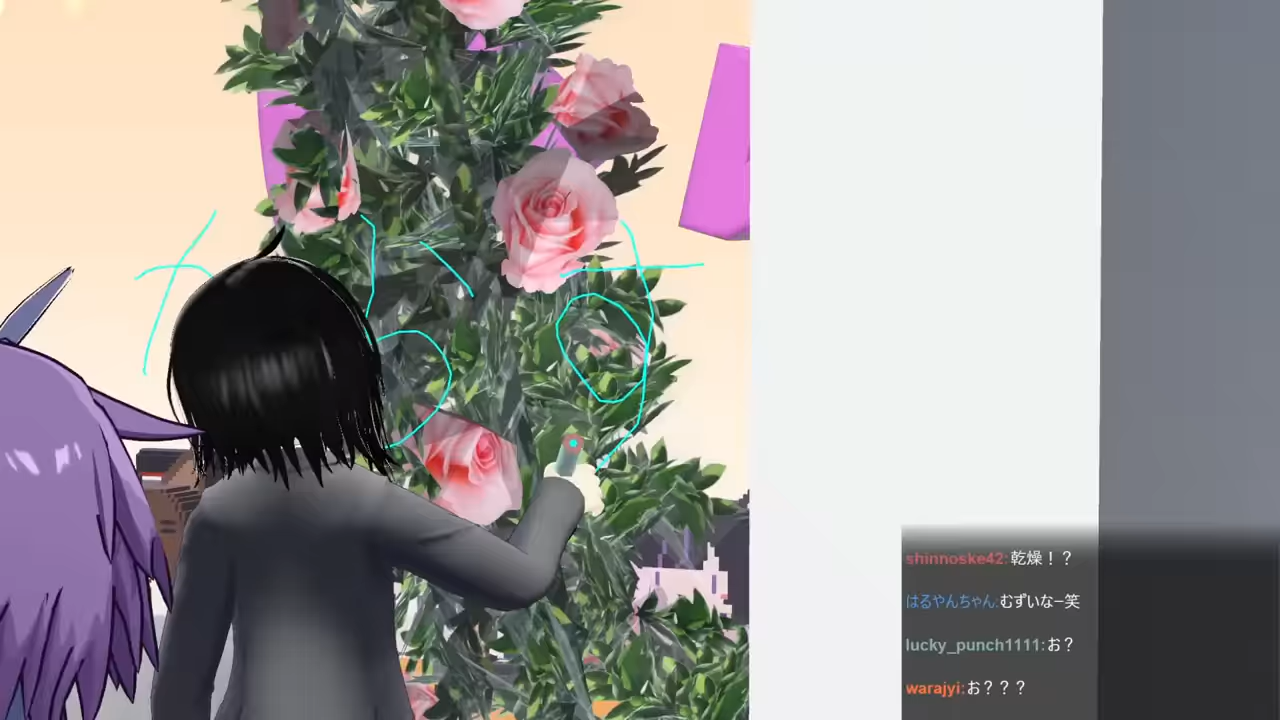 shinnoske42:乾燥！？
はるやんちゃん:むずいなー笑
lucky_punch1111:お？
warajyi:お？？？